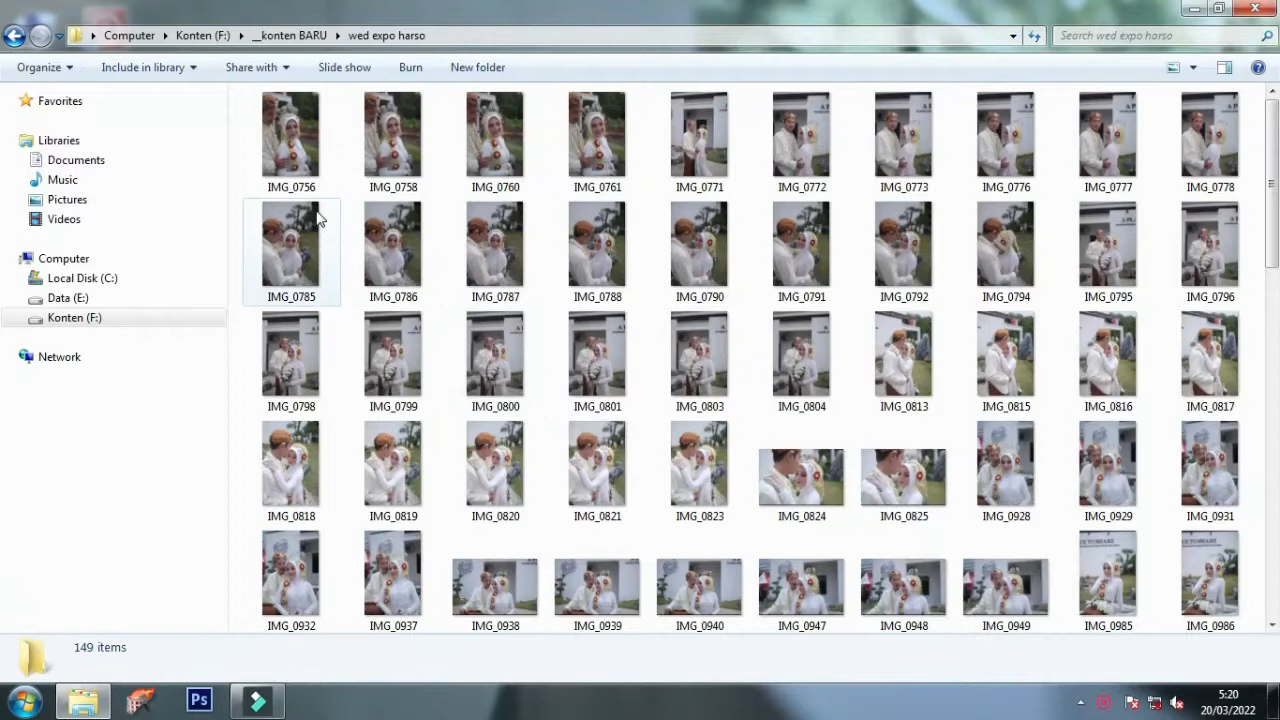 Computer
Konten (F:)
__konten BARU
wed expo harso
Search wed expo harso
Organize
Include in library
Share with
Slide show
Burn
New folder
Favorites
Libraries
Documents
Music
Pictures
Videos
Computer
Local Disk (C:)
Data (E:)
Konten (F:)
Network
IMG_0756
IMG_0758
IMG_0760
IMG_0761
IMG_0771
IMG_0772
IMG_0773
IMG_0776
IMG_0777
IMG_0778
IMG_0785
IMG_0786
IMG_0787
IMG_0788
IMG_0790
IMG_0791
IMG_0792
IMG_0794
IMG_0795
IMG_0796
IMG_0798
IMG_0799
IMG_0800
IMG_0801
IMG_0803
IMG_0804
IMG_0813
IMG_0815
IMG_0816
IMG_0817
IMG_0818
IMG_0819
IMG_0820
IMG_0821
IMG_0823
IMG_0824
IMG_0825
IMG_0928
IMG_0929
IMG_0931
IMG_0932
IMG_0937
IMG_0938
IMG_0939
IMG_0940
IMG_0947
IMG_0948
IMG_0949
IMG_0985
IMG_0986
149 items
Ps
5:20
20/03/2022